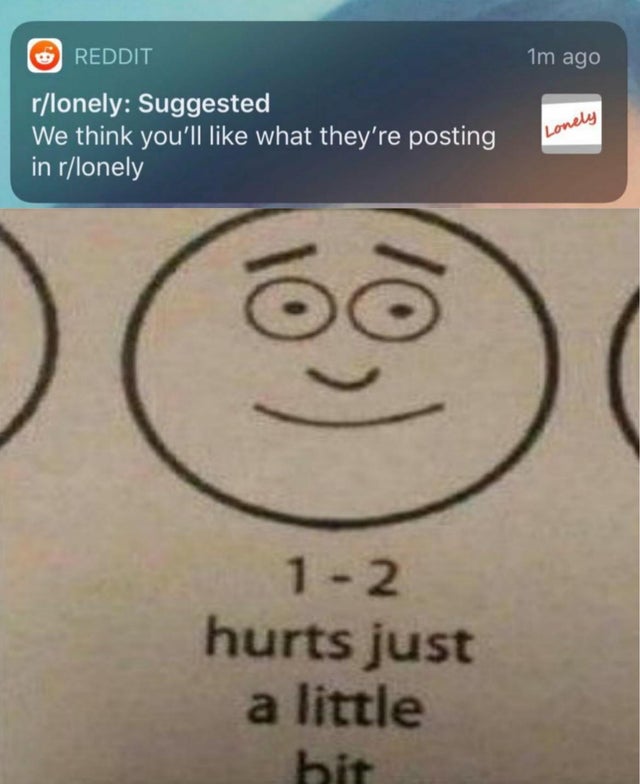 REDDIT 1m ago
r/lonely: Suggested
We think you’ll like what they’re posting
in r/lonely
Lonely
1 - 2
hurts just
a little
bit